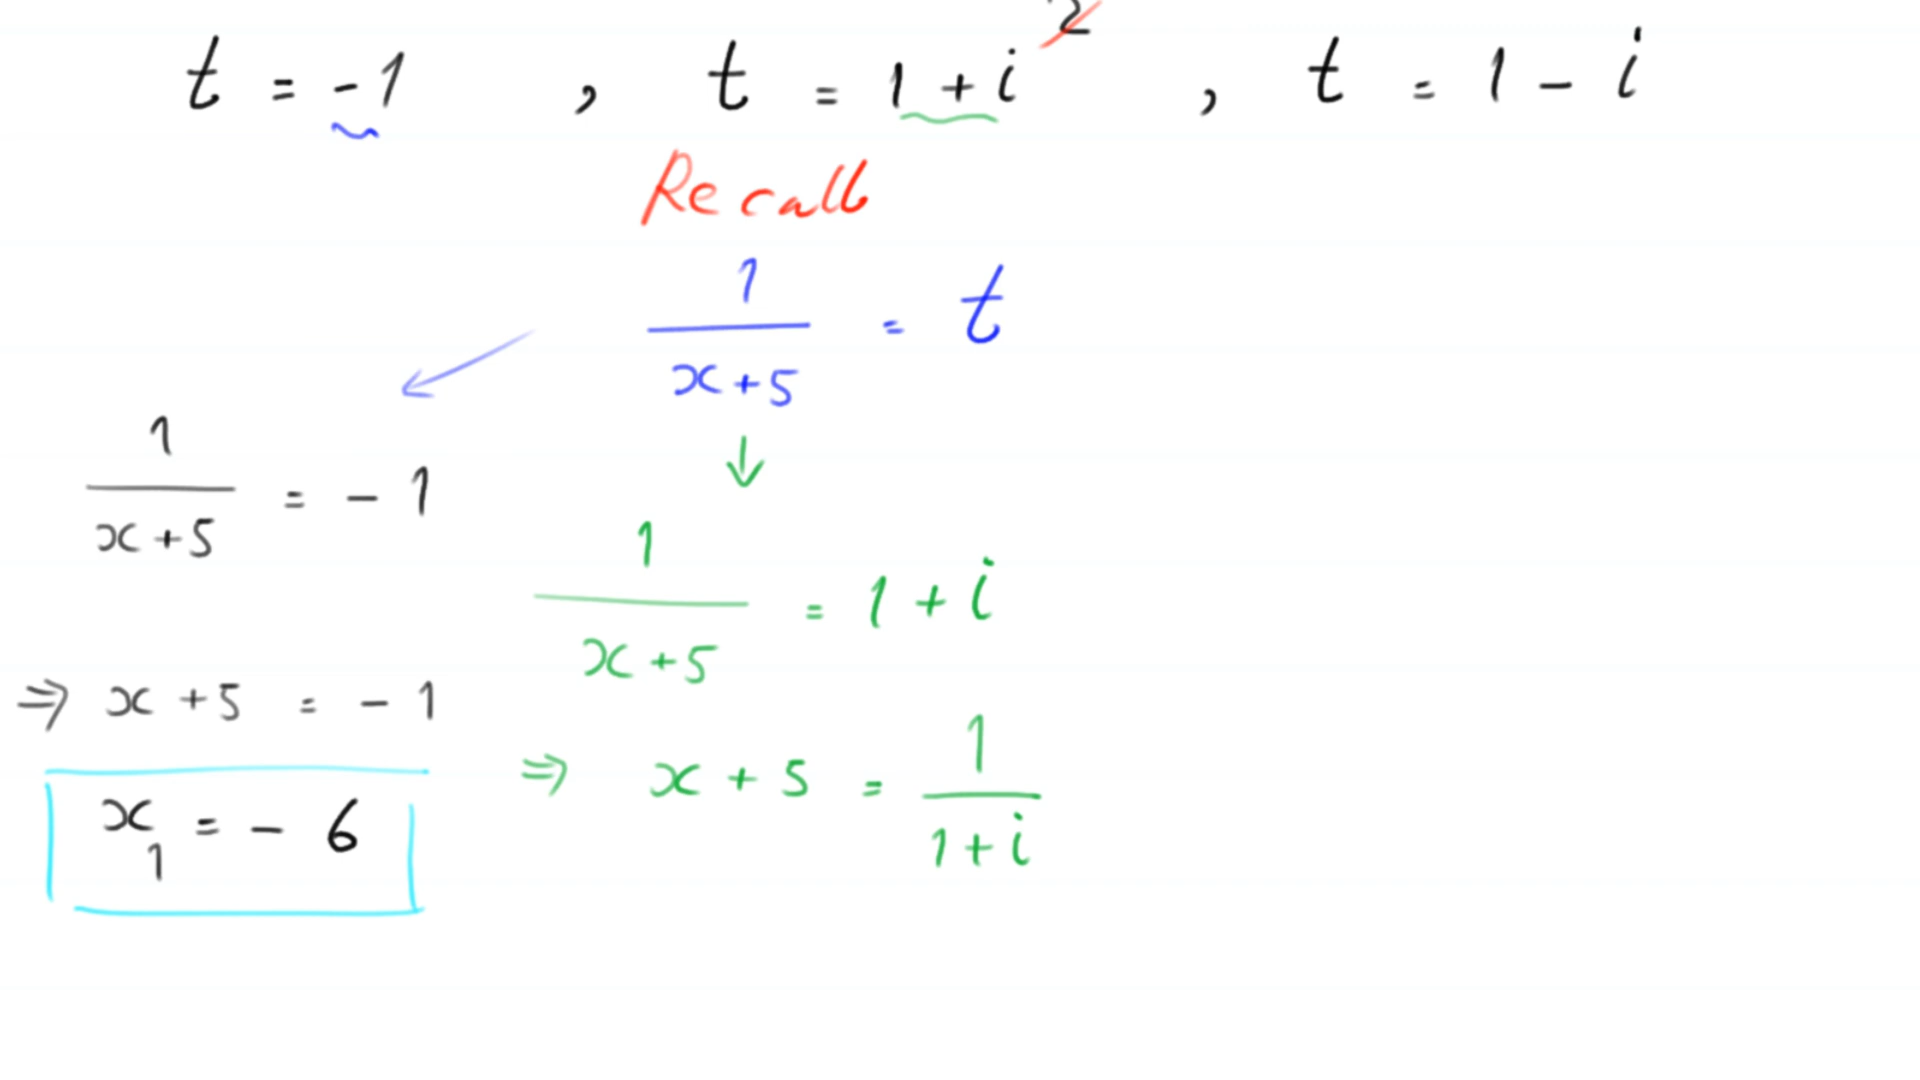 2
t = -1 , t = 1 + i , t = 1 - i
Recall
1/(x+5) = t
1/(x+5) = -1
1/(x+5) = 1 + i
⇒ x + 5 = -1
⇒ x + 5 = 1/(1+i)
x₁ = -6